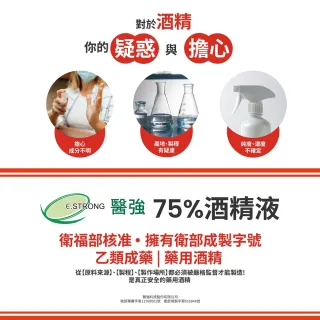 對於酒精
你的 疑惑 與 擔心
擔心
成分不明
產地、製程
有疑慮
純度、濃度
不確定
E.STRONG 醫強 75%酒精液
衛福部核准・擁有衛部成製字號
乙類成藥 | 藥用酒精
從【原料來源】、【製程】、【製作場所】都必須被嚴格監督才能製造!
是真正安全的藥用酒精